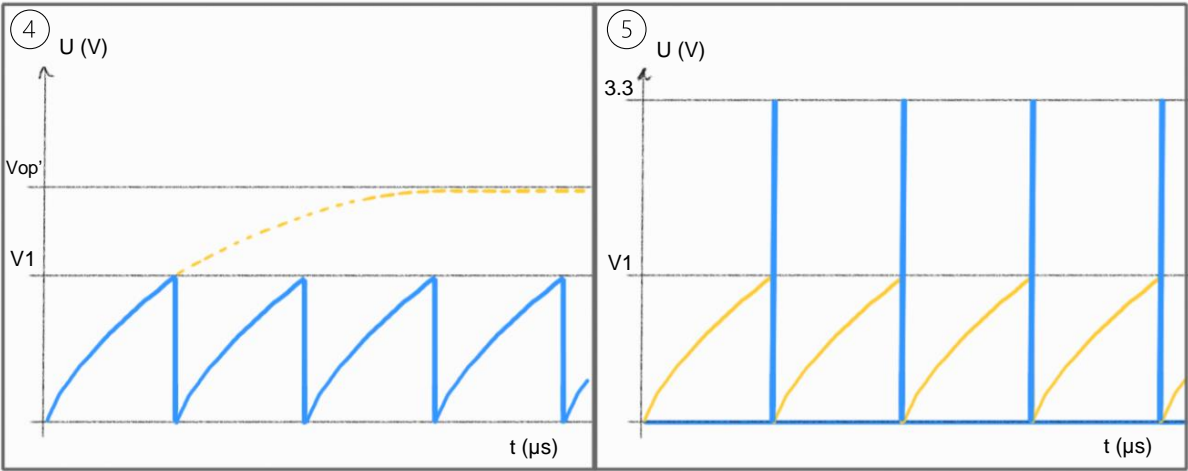 ④
U (V)
Vop'
V1
t (µs)
⑤
U (V)
3.3
V1
t (µs)